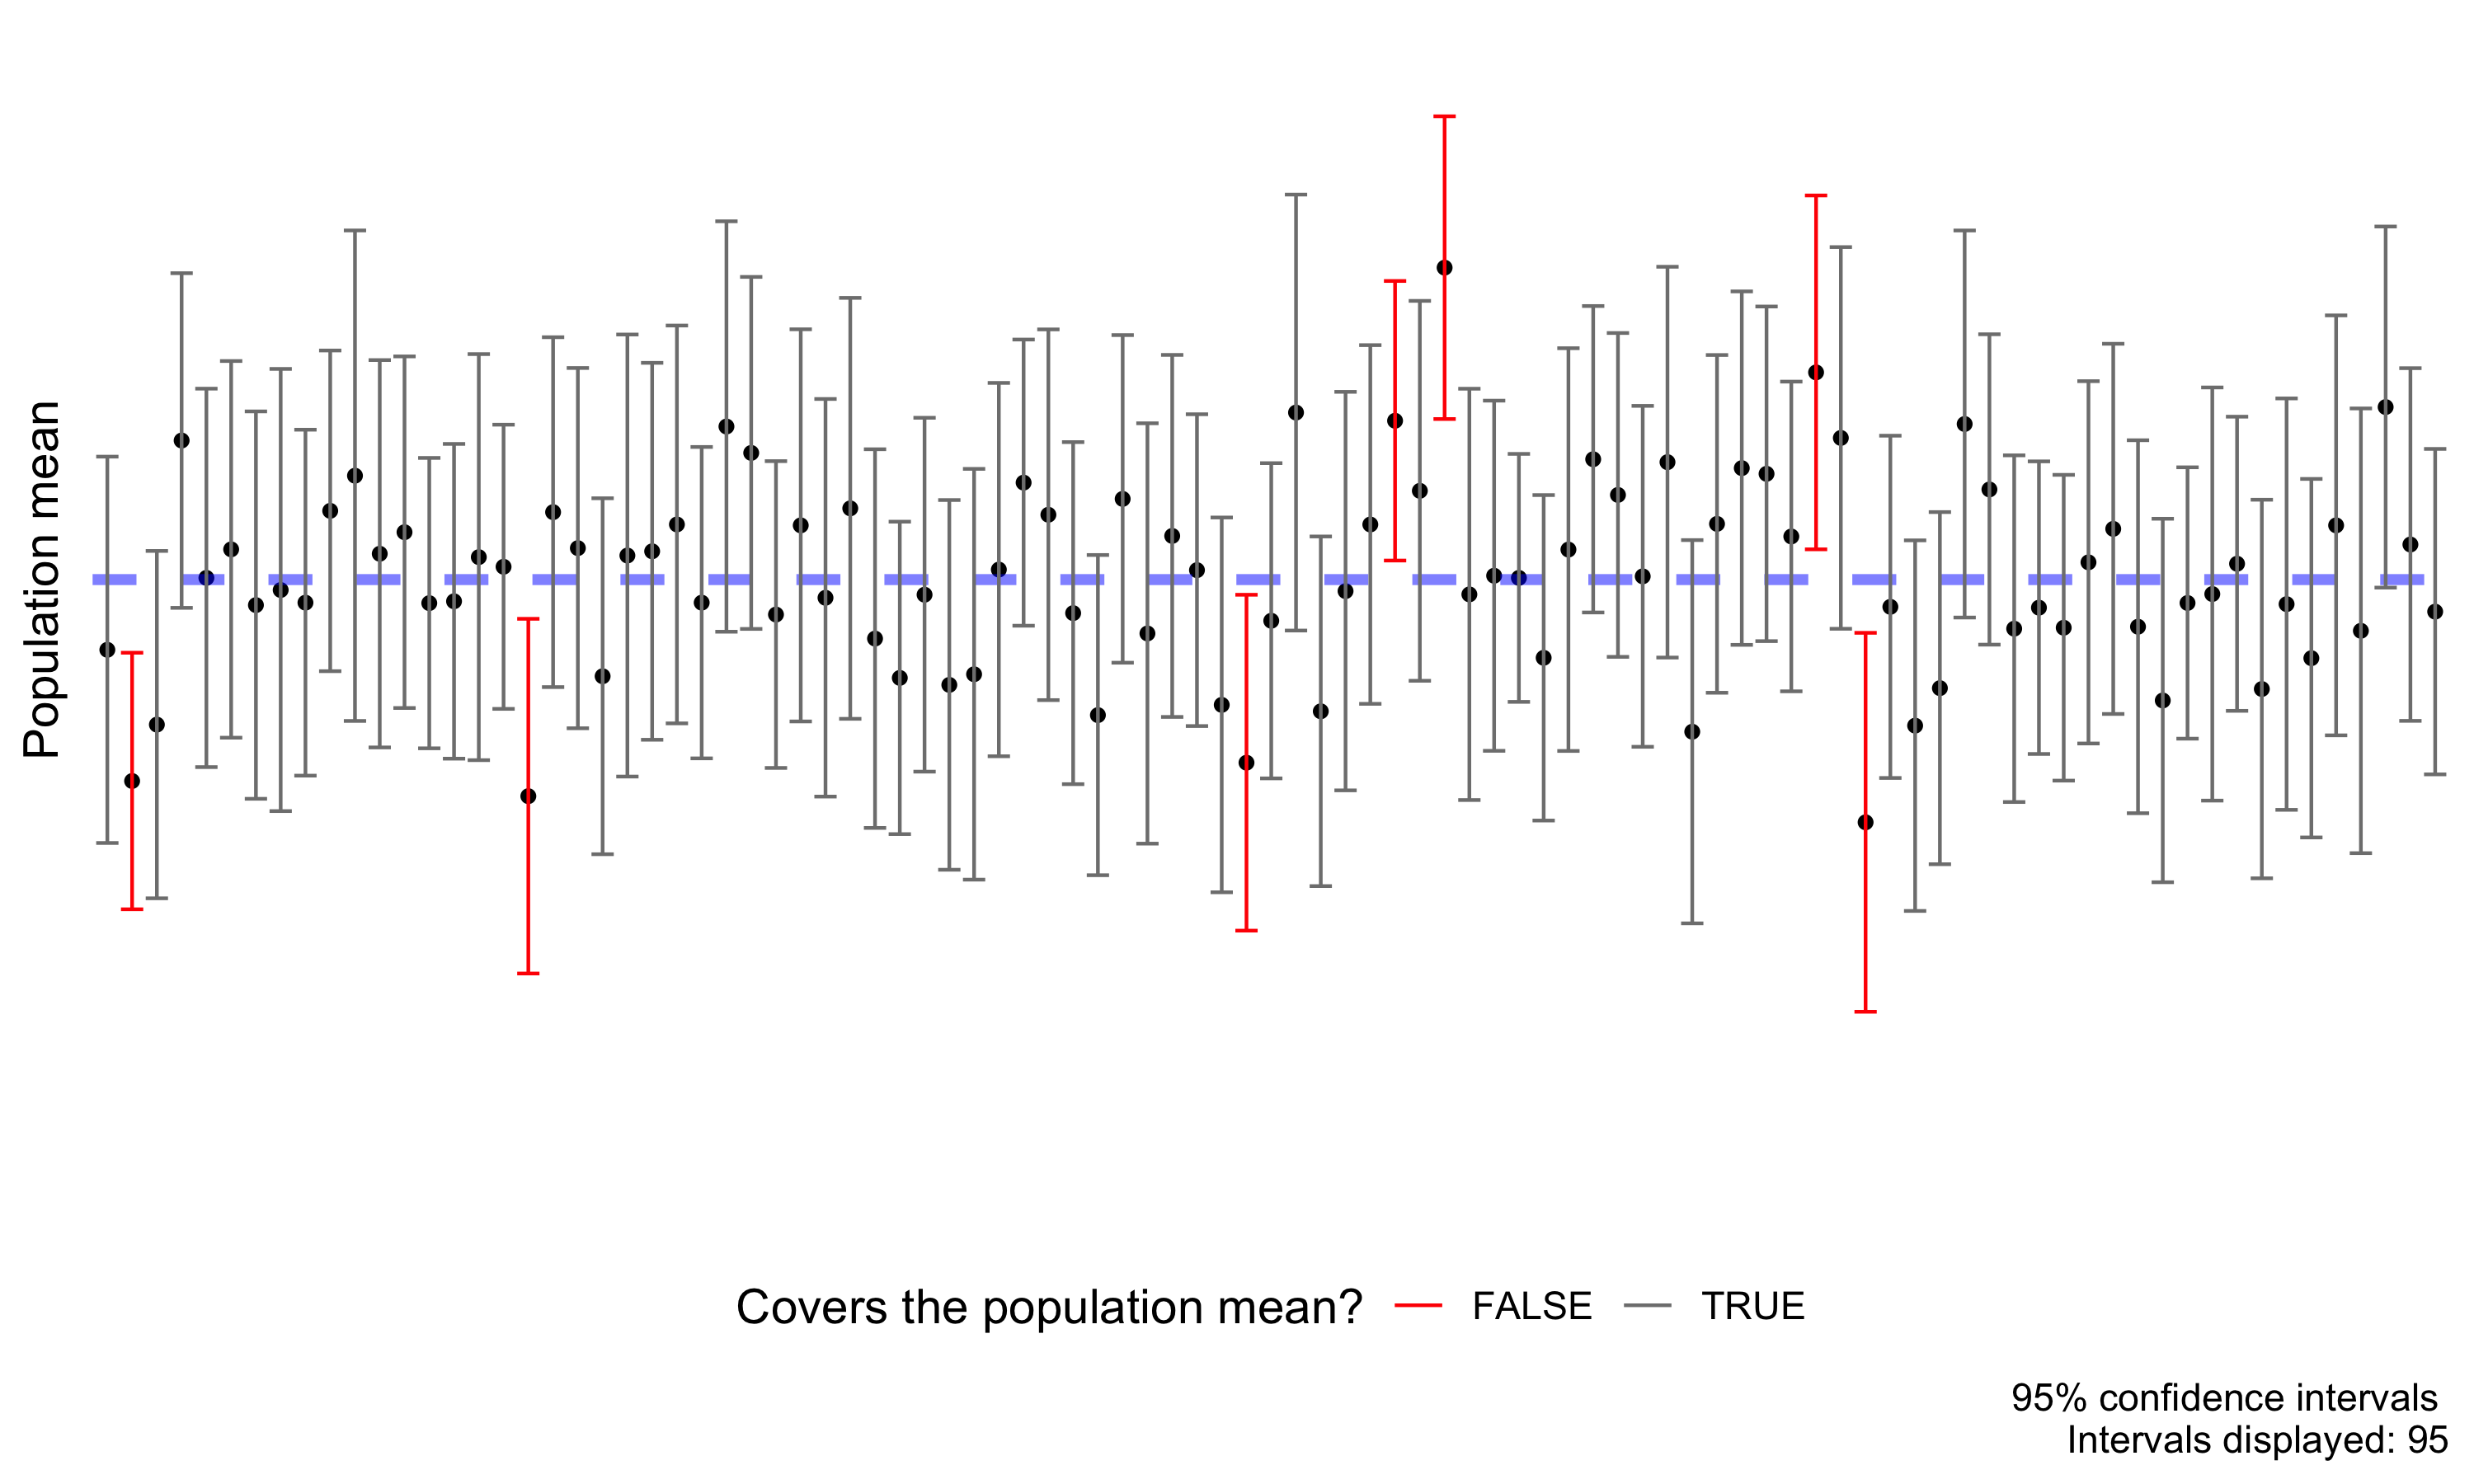 Population mean
Covers the population mean? FALSE TRUE
95% confidence intervals
Intervals displayed: 95